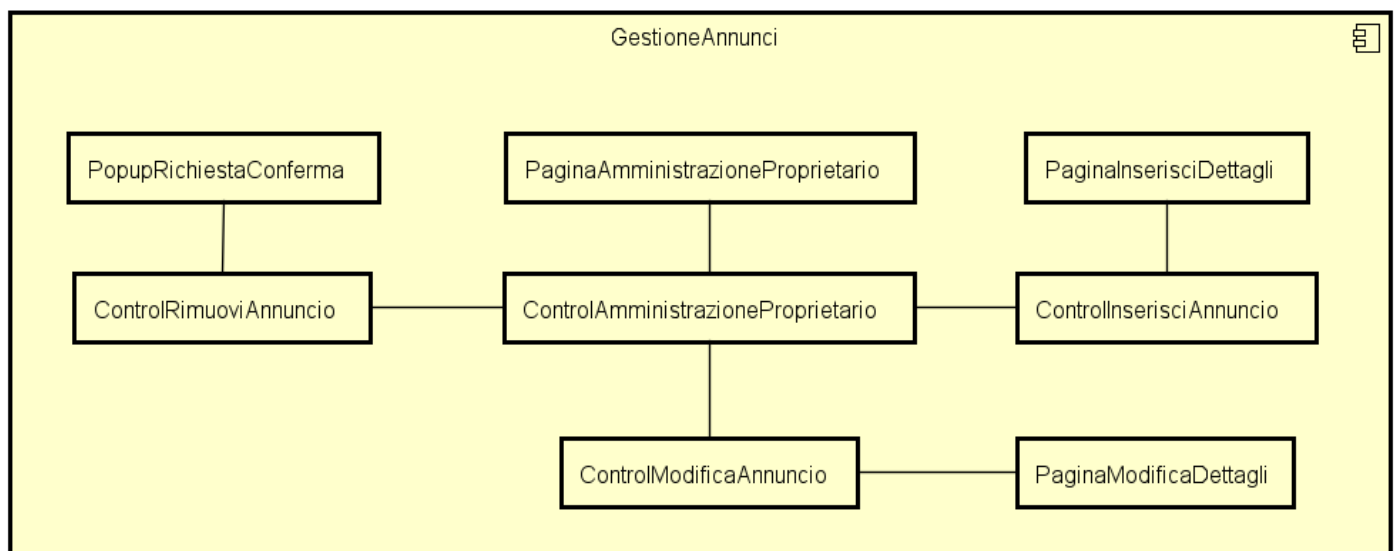 GestioneAnnunci
PopupRichiestaConferma
PaginaAmministrazioneProprietario
PaginaInserisciDettagli
ControlRimuoviAnnuncio
ControlAmministrazioneProprietario
ControlInserisciAnnuncio
ControlModificaAnnuncio
PaginaModificaDettagli